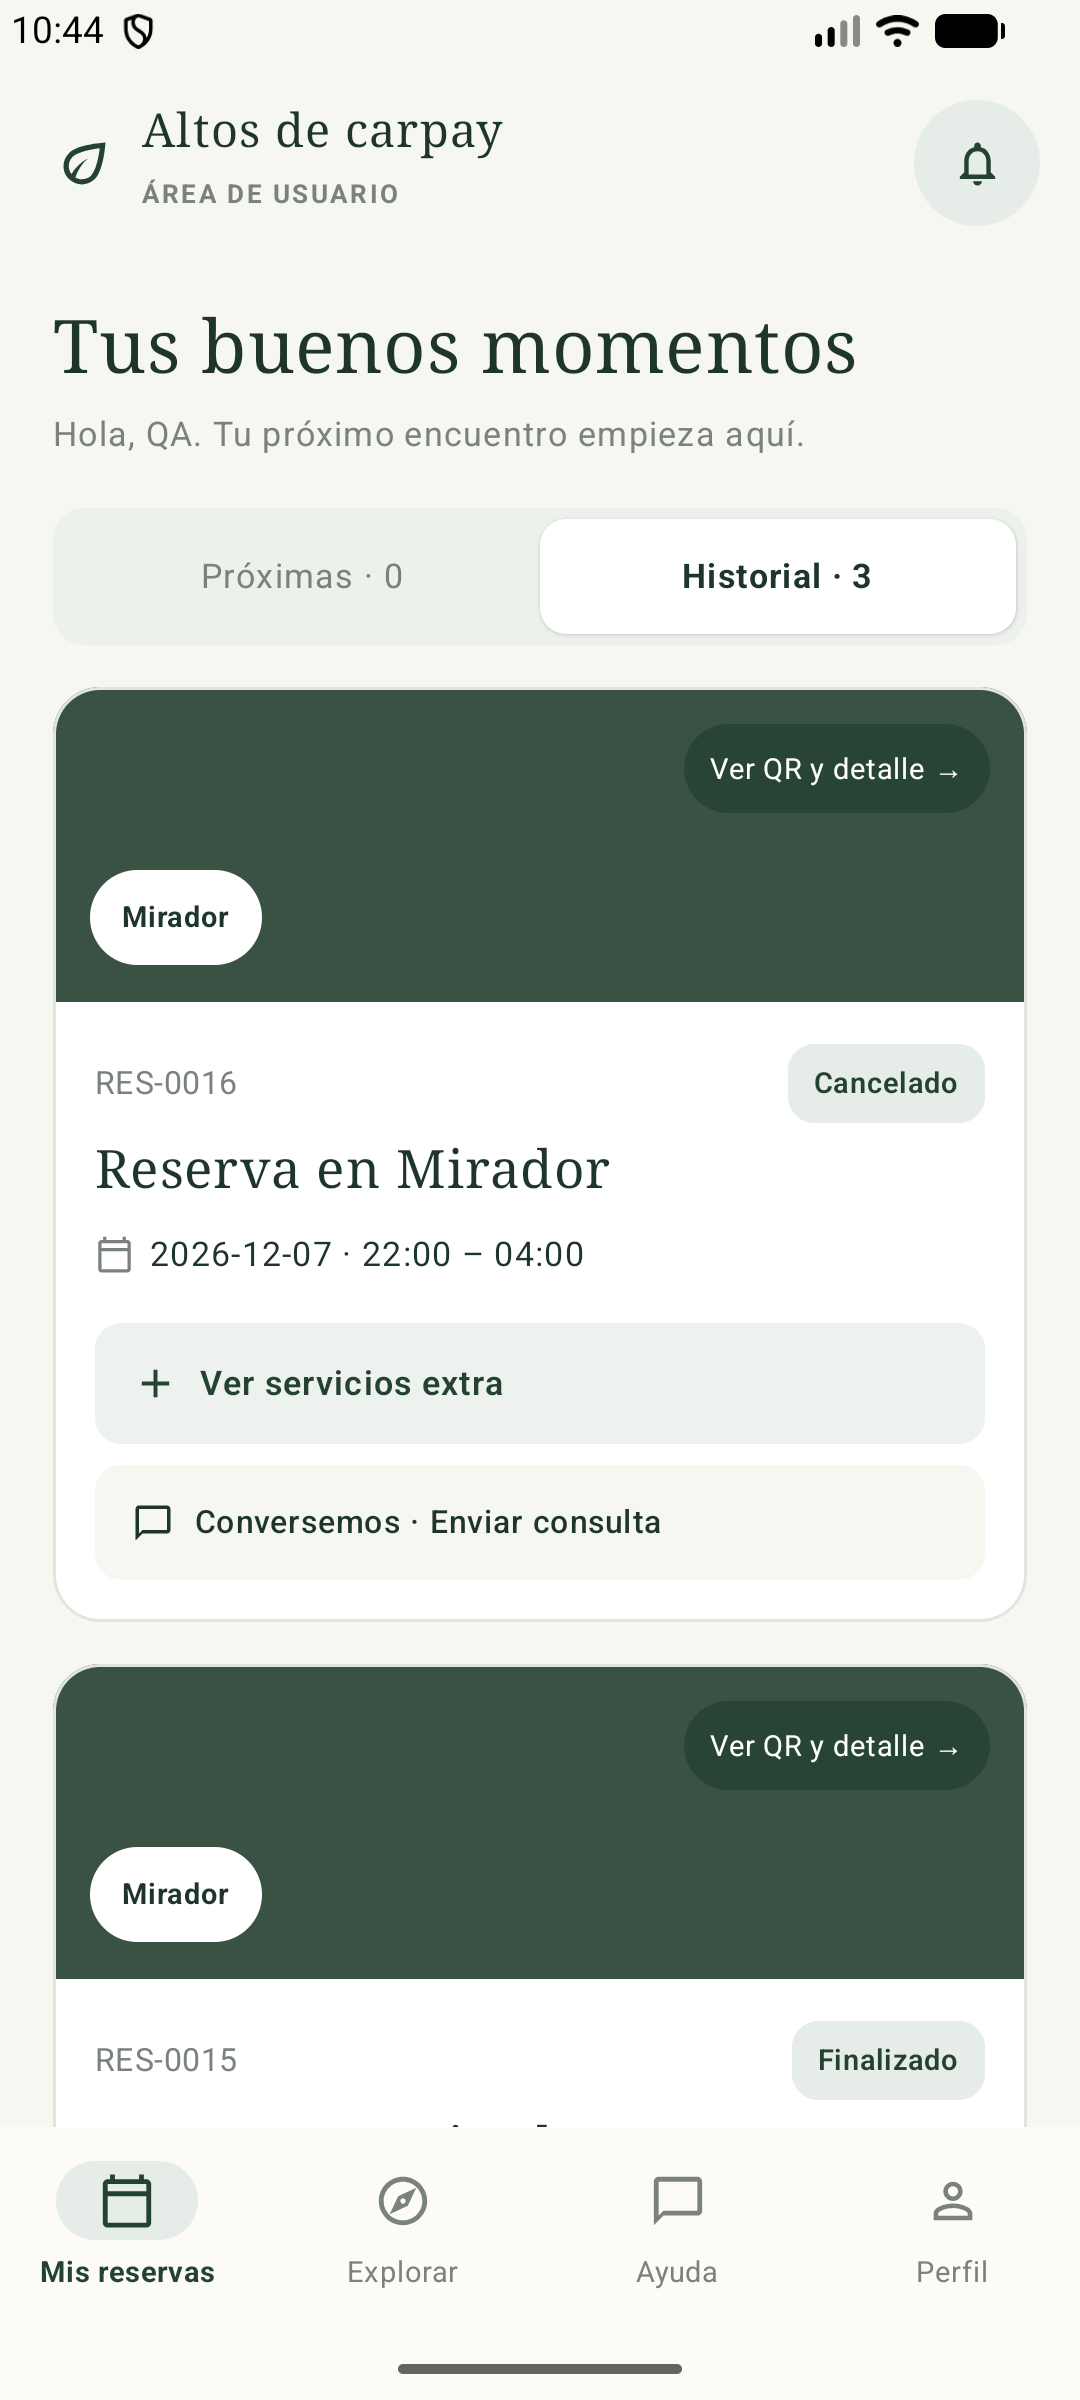 10:44
Altos de carpay
ÁREA DE USUARIO
Tus buenos momentos
Hola, QA. Tu próximo encuentro empieza aquí.
Próximas · 0
Historial · 3
Ver QR y detalle →
Mirador
RES-0016
Cancelado
Reserva en Mirador
2026-12-07 · 22:00 – 04:00
Ver servicios extra
Conversemos · Enviar consulta
Ver QR y detalle →
Mirador
RES-0015
Finalizado
Mis reservas
Explorar
Ayuda
Perfil